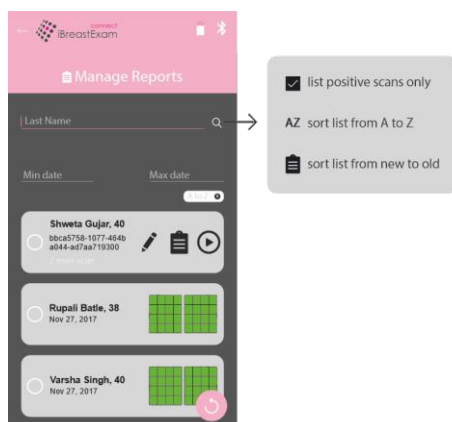 connect
iBreastExam
Manage Reports
Last Name
Min date
Max date
A to Z
Shweta Gujar, 40
bbca5758-1077-464b
a044-ad7aa719300
Rupali Batle, 38
Nov 27, 2017
Varsha Singh, 40
Nov 27, 2017
list positive scans only
AZ sort list from A to Z
sort list from new to old